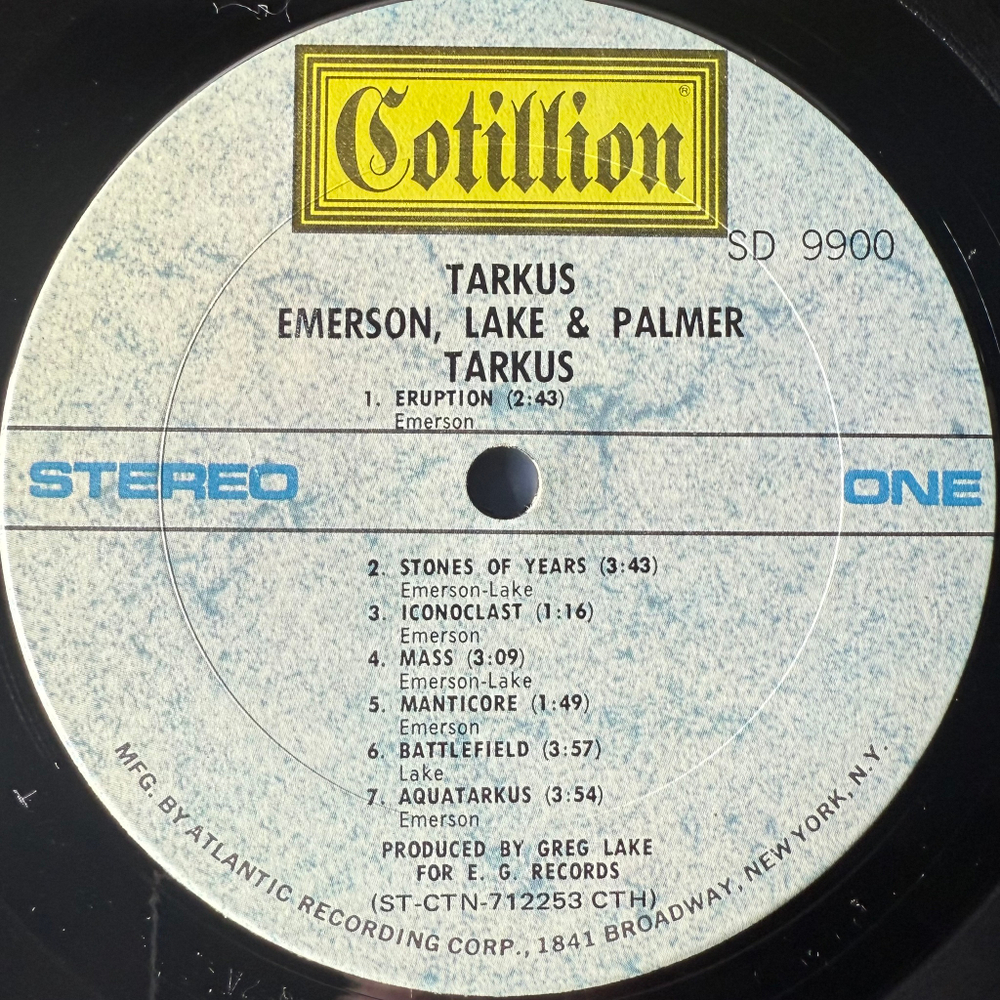 Cotillion ®
SD 9900
TARKUS
EMERSON, LAKE & PALMER
TARKUS
1. ERUPTION (2:43)
Emerson
STEREO
ONE
2. STONES OF YEARS (3:43)
Emerson-Lake
3. ICONOCLAST (1:16)
Emerson
4. MASS (3:09)
Emerson-Lake
5. MANTICORE (1:49)
Emerson
6. BATTLEFIELD (3:57)
Lake
7. AQUATARKUS (3:54)
Emerson
PRODUCED BY GREG LAKE
FOR E. G. RECORDS
(ST-CTN-712253 CTH)
MFG. BY ATLANTIC RECORDING CORP., 1841 BROADWAY, NEW YORK, N.Y.